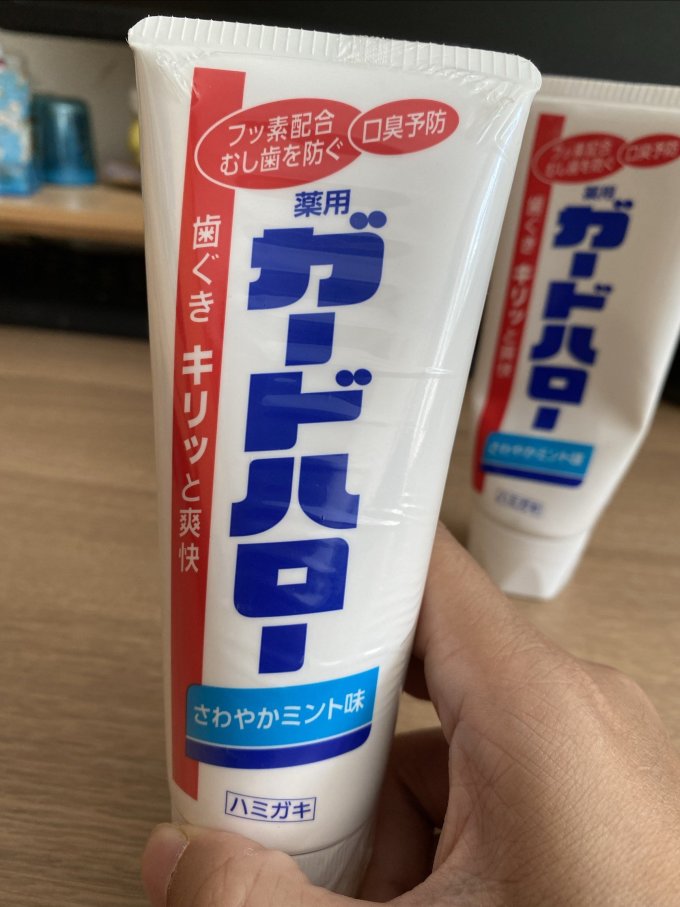 フッ素配合
むし歯を防ぐ
口臭予防
薬用
ガードハロー
歯ぐき キリッと爽快
さわやかミント味
ハミガキ
フッ素配合
むし歯を防ぐ
口臭予防
薬用
ガードハロー
歯ぐき キリッと爽快
さわやかミント味
ハミガキ